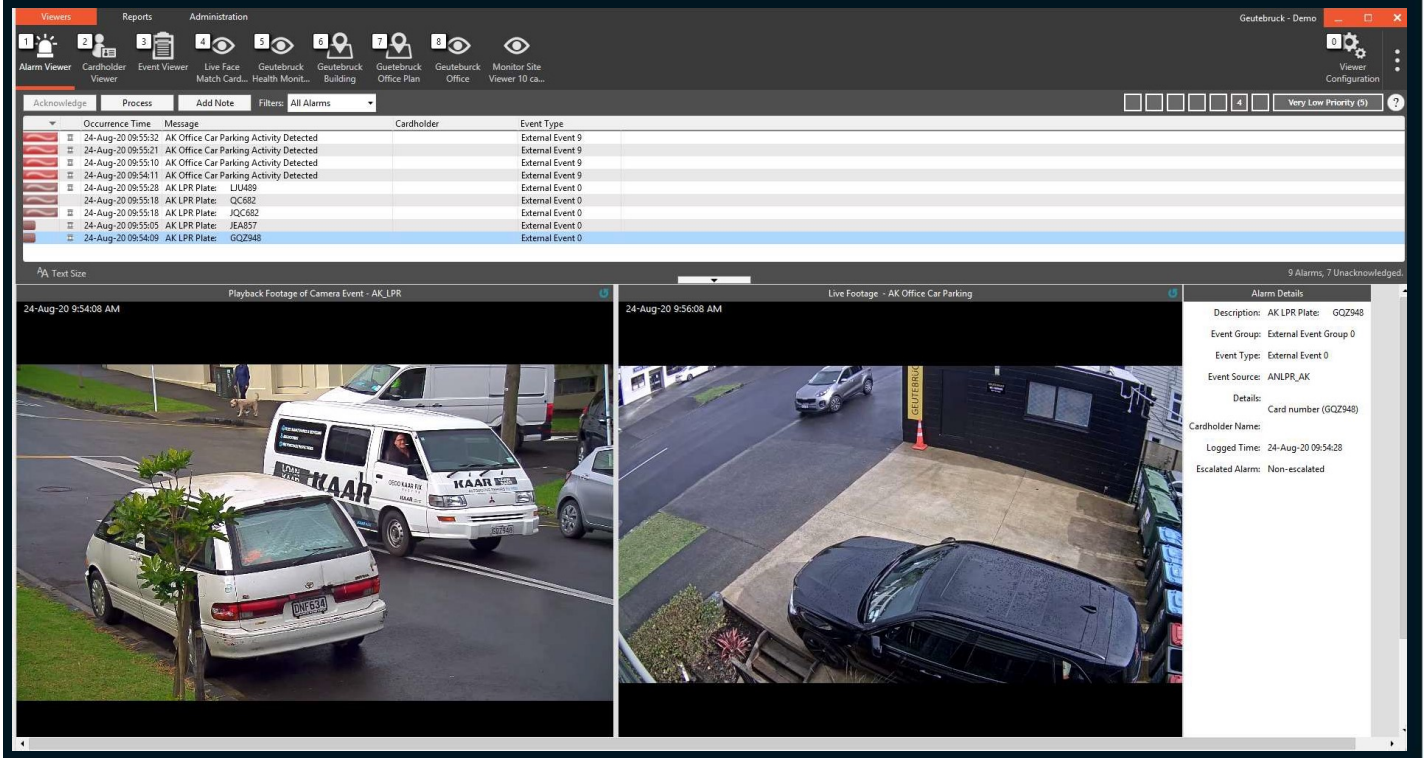 Viewers Reports Administration Geutebruck - Demo
1 2 3 4 5 6 7 8 0
Alarm Viewer Cardholder Viewer Event Viewer Live Face Match Card... Geutebruck Health Monit... Geutebruck Building Guetebruck Office Plan Geuteburck Office Monitor Site Viewer 10 ca... Viewer Configuration
Acknowledge Process Add Note Filters: All Alarms 4 Very Low Priority (5) ?
Occurrence Time Message Cardholder Event Type
24-Aug-20 09:55:32 AK Office Car Parking Activity Detected External Event 9
24-Aug-20 09:55:21 AK Office Car Parking Activity Detected External Event 9
24-Aug-20 09:55:10 AK Office Car Parking Activity Detected External Event 9
24-Aug-20 09:54:11 AK Office Car Parking Activity Detected External Event 9
24-Aug-20 09:55:28 AK LPR Plate: LJU489 External Event 0
24-Aug-20 09:55:18 AK LPR Plate: QC682 External Event 0
24-Aug-20 09:55:18 AK LPR Plate: JQC682 External Event 0
24-Aug-20 09:55:05 AK LPR Plate: JEA857 External Event 0
24-Aug-20 09:54:09 AK LPR Plate: GQZ948 External Event 0
AA Text Size 9 Alarms, 7 Unacknowledged.
Playback Footage of Camera Event - AK_LPR
24-Aug-20 9:54:08 AM
LOAN KAAR
KAAR
GQZ948
DNF634
Live Footage - AK Office Car Parking
24-Aug-20 9:56:08 AM
GEUTEBRÜCK
Alarm Details
Description: AK LPR Plate: GQZ948
Event Group: External Event Group 0
Event Type: External Event 0
Event Source: ANLPR_AK
Details:
Card number (GQZ948)
Cardholder Name:
Logged Time: 24-Aug-20 09:54:28
Escalated Alarm: Non-escalated